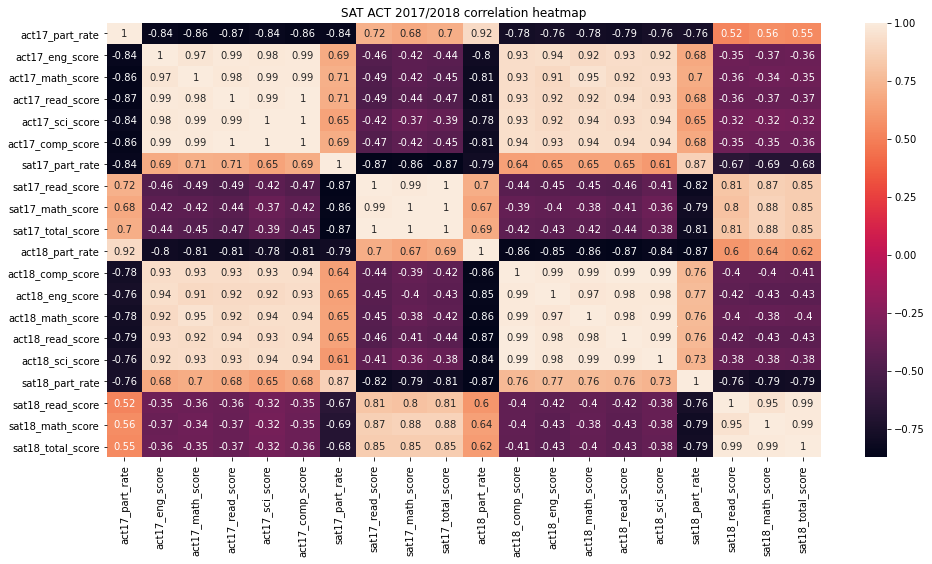 SAT ACT 2017/2018 correlation heatmap
act17_part_rate 1 -0.84 -0.86 -0.87 -0.84 -0.86 -0.84 0.72 0.68 0.7 0.92 -0.78 -0.76 -0.78 -0.79 -0.76 -0.76 0.52 0.56 0.55
act17_eng_score -0.84 1 0.97 0.99 0.98 0.99 0.69 -0.46 -0.42 -0.44 -0.8 0.93 0.94 0.92 0.93 0.92 0.68 -0.35 -0.37 -0.36
act17_math_score -0.86 0.97 1 0.98 0.99 0.99 0.71 -0.49 -0.42 -0.45 -0.81 0.93 0.91 0.95 0.92 0.93 0.7 -0.36 -0.34 -0.35
act17_read_score -0.87 0.99 0.98 1 0.99 1 0.71 -0.49 -0.44 -0.47 -0.81 0.93 0.92 0.92 0.94 0.93 0.68 -0.36 -0.37 -0.37
act17_sci_score -0.84 0.98 0.99 0.99 1 1 0.65 -0.42 -0.37 -0.39 -0.78 0.93 0.92 0.94 0.92 0.94 0.65 -0.32 -0.32 -0.32
act17_comp_score -0.86 0.99 0.99 1 1 1 0.69 -0.47 -0.42 -0.45 -0.81 0.94 0.93 0.94 0.94 0.94 0.68 -0.35 -0.35 -0.36
sat17_part_rate -0.84 0.69 0.71 0.71 0.65 0.69 1 -0.87 -0.86 -0.87 -0.79 0.64 0.65 0.65 0.65 0.61 0.87 -0.67 -0.69 -0.68
sat17_read_score 0.72 -0.46 -0.49 -0.49 -0.42 -0.47 -0.87 1 0.99 1 0.7 -0.44 -0.45 -0.45 -0.46 -0.41 -0.82 0.81 0.87 0.85
sat17_math_score 0.68 -0.42 -0.42 -0.44 -0.37 -0.42 -0.86 0.99 1 1 0.67 -0.39 -0.4 -0.38 -0.41 -0.36 -0.79 0.8 0.88 0.85
sat17_total_score 0.7 -0.44 -0.45 -0.47 -0.39 -0.45 -0.87 1 1 1 0.69 -0.42 -0.43 -0.42 -0.44 -0.38 -0.81 0.81 0.88 0.85
act18_part_rate 0.92 -0.8 -0.81 -0.81 -0.78 -0.81 -0.79 0.7 0.67 0.69 1 -0.86 -0.85 -0.86 -0.87 -0.84 -0.87 0.6 0.64 0.62
act18_comp_score -0.78 0.93 0.93 0.93 0.93 0.94 0.64 -0.44 -0.39 -0.42 -0.86 1 0.99 0.99 0.99 0.99 0.76 -0.4 -0.4 -0.41
act18_eng_score -0.76 0.94 0.91 0.92 0.92 0.93 0.65 -0.45 -0.4 -0.43 -0.85 0.99 1 0.97 0.98 0.98 0.77 -0.42 -0.43 -0.43
act18_math_score -0.78 0.92 0.95 0.92 0.94 0.94 0.65 -0.45 -0.38 -0.42 -0.86 0.99 0.97 1 0.98 0.99 0.76 -0.4 -0.38 -0.4
act18_read_score -0.79 0.93 0.92 0.94 0.92 0.94 0.65 -0.46 -0.41 -0.44 -0.87 0.99 0.98 0.98 1 0.99 0.76 -0.42 -0.43 -0.43
act18_sci_score -0.76 0.92 0.93 0.93 0.94 0.94 0.61 -0.41 -0.36 -0.38 -0.84 0.99 0.98 0.99 0.99 1 0.73 -0.38 -0.38 -0.38
sat18_part_rate -0.76 0.68 0.7 0.68 0.65 0.68 0.87 -0.82 -0.79 -0.81 -0.87 0.76 0.77 0.76 0.76 0.73 1 -0.76 -0.79 -0.79
sat18_read_score 0.52 -0.35 -0.36 -0.36 -0.32 -0.35 -0.67 0.81 0.8 0.81 0.6 -0.4 -0.42 -0.4 -0.42 -0.38 -0.76 1 0.95 0.99
sat18_math_score 0.56 -0.37 -0.34 -0.37 -0.32 -0.35 -0.69 0.87 0.88 0.88 0.64 -0.4 -0.43 -0.38 -0.43 -0.38 -0.79 0.95 1 0.99
sat18_total_score 0.55 -0.36 -0.35 -0.37 -0.32 -0.36 -0.68 0.85 0.85 0.85 0.62 -0.41 -0.43 -0.4 -0.43 -0.38 -0.79 0.99 0.99 1
act17_part_rate
act17_eng_score
act17_math_score
act17_read_score
act17_sci_score
act17_comp_score
sat17_part_rate
sat17_read_score
sat17_math_score
sat17_total_score
act18_part_rate
act18_comp_score
act18_eng_score
act18_math_score
act18_read_score
act18_sci_score
sat18_part_rate
sat18_read_score
sat18_math_score
sat18_total_score
1.00
0.75
0.50
0.25
0.00
-0.25
-0.50
-0.75